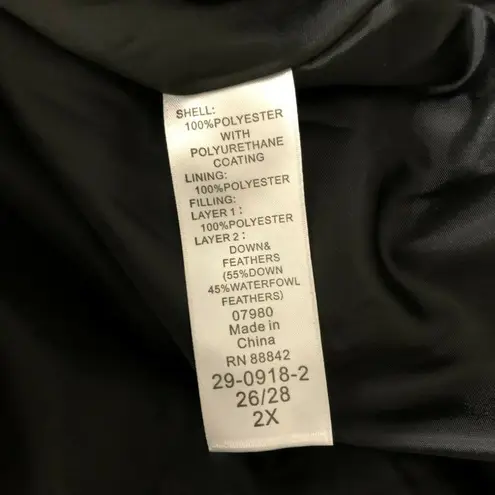 SHELL:
100%POLYESTER
WITH
POLYURETHANE
COATING
LINING:
100%POLYESTER
FILLING:
LAYER 1 :
100%POLYESTER
LAYER 2 :
DOWN&
FEATHERS
(55%DOWN
45%WATERFOWL
FEATHERS)
07980
Made in
China
RN 88842
29-0918-2
26/28
2X